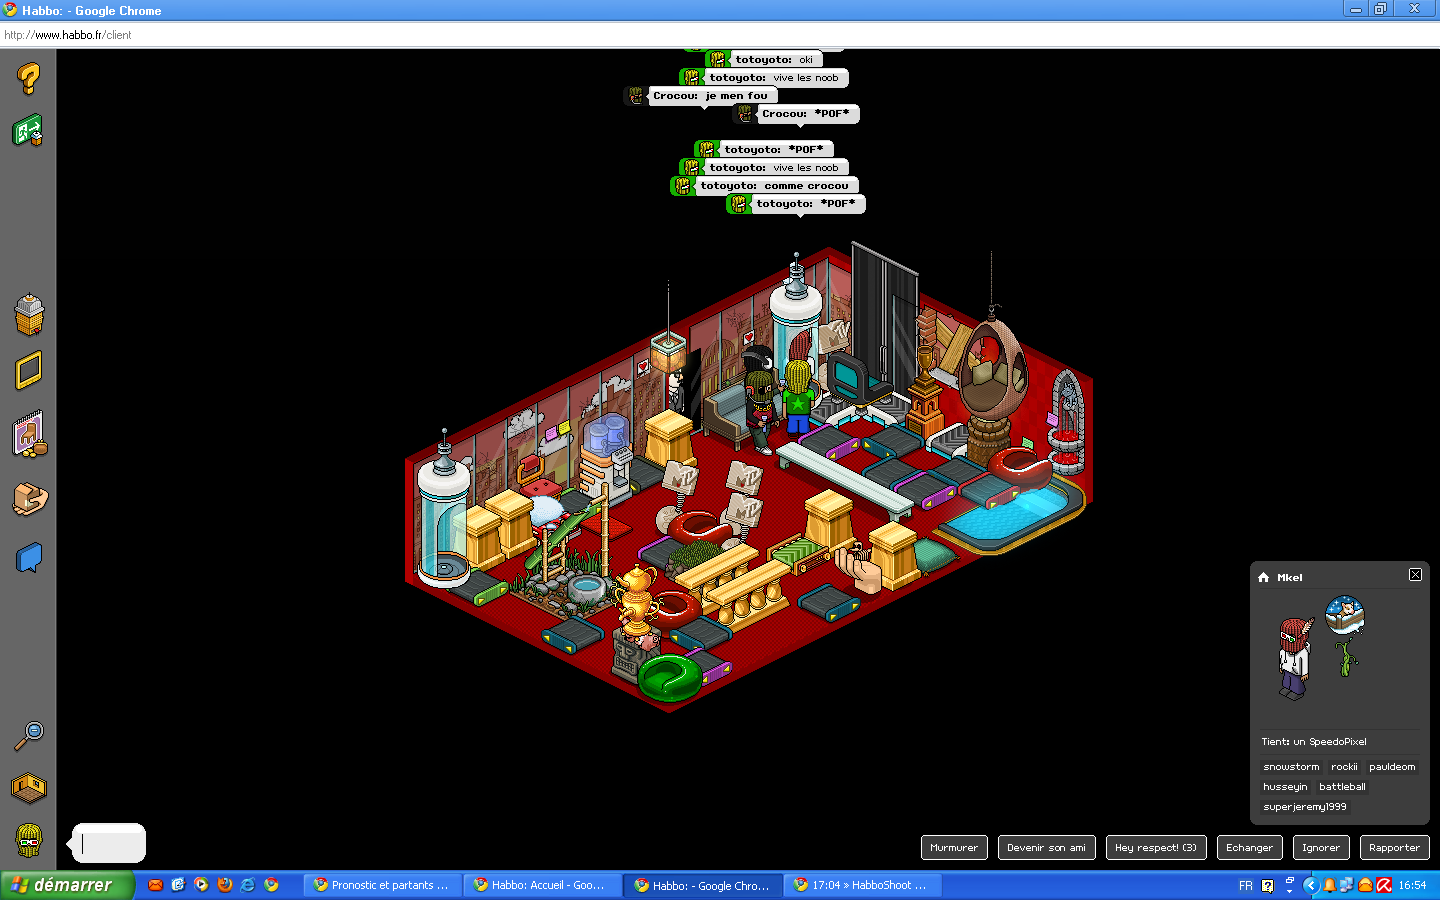 Habbo: - Google Chrome
http://www.habbo.fr/client
totoyoto: oki
totoyoto: vive les noob
Crocou: je men fou
Crocou: *POF*
totoyoto: *POF*
totoyoto: vive les noob
totoyoto: comme crocou
totoyoto: *POF*
Mkel
Tient: un SpeedoPixel
snowstorm rockii pauldeom
husseyin battleball
superjeremy1999
Murmurer Devenir son ami Hey respect! (3) Echanger Ignorer Rapporter
démarrer Pronostic et partants ... Habbo: Accueil - Goo... Habbo: - Google Chro... 17:04 » HabboShoot ... FR 16:54